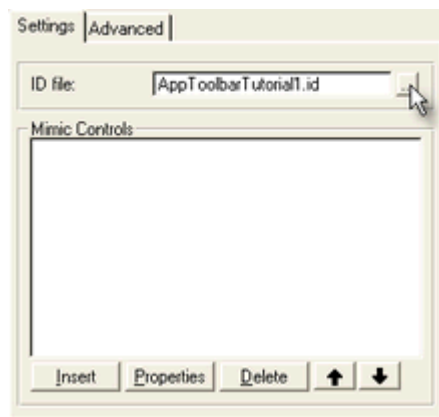 Settings Advanced
ID file: AppToolbarTutorial1.id ...
Mimic Controls
Insert Properties Delete